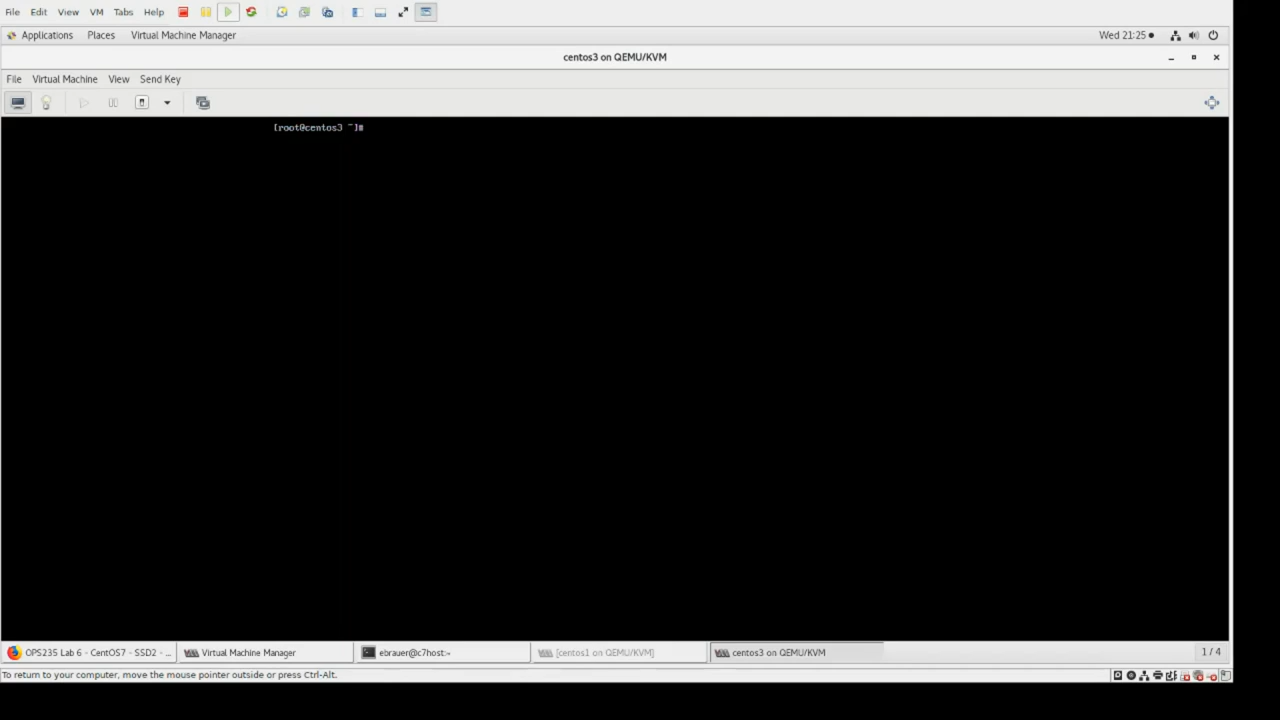 File Edit View VM Tabs Help
Applications Places Virtual Machine Manager Wed 21:25
centos3 on QEMU/KVM
File Virtual Machine View Send Key
[root@centos3 ~]#
OPS235 Lab 6 - CentOS7 - SSD2 - ... Virtual Machine Manager ebrauer@c7host:~ [centos1 on QEMU/KVM] centos3 on QEMU/KVM 1 / 4
To return to your computer, move the mouse pointer outside or press Ctrl-Alt.